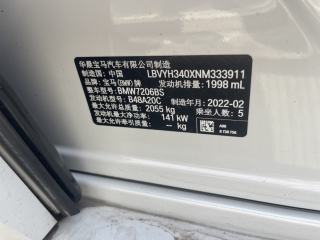 华晨宝马汽车有限公司制造
制造国: 中国 LBVYH340XNM333911
品牌: 宝马(BMW)牌 发动机排量: 1998 mL
整车型号: BMW7206BS
发动机型号: B48A20C 制造年月: 2022-02
最大允许总质量: 2055 kg 乘坐人数: 5
发动机最大净功率: 141 kW
最大允许牵引质量: — kg